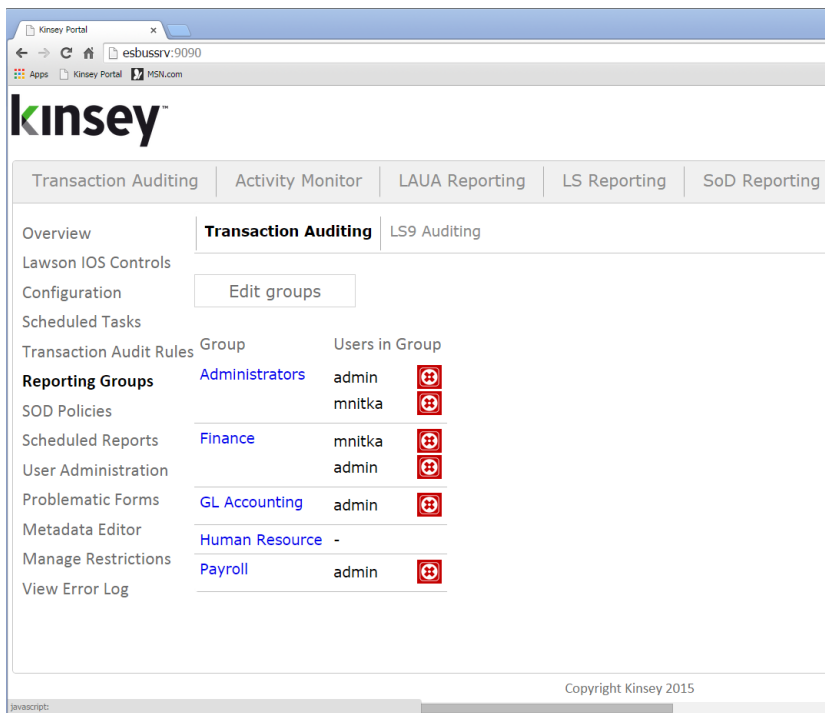 Kinsey Portal x
esbussrv:9090
Apps Kinsey Portal MSN.com
kinsey™
Transaction Auditing Activity Monitor LAUA Reporting LS Reporting SoD Reporting
Overview
Lawson IOS Controls
Configuration
Scheduled Tasks
Transaction Audit Rules
Reporting Groups
SOD Policies
Scheduled Reports
User Administration
Problematic Forms
Metadata Editor
Manage Restrictions
View Error Log
Transaction Auditing LS9 Auditing
Edit groups
Group Users in Group
Administrators admin
mnitka
Finance mnitka
admin
GL Accounting admin
Human Resource -
Payroll admin
Copyright Kinsey 2015
javascript: